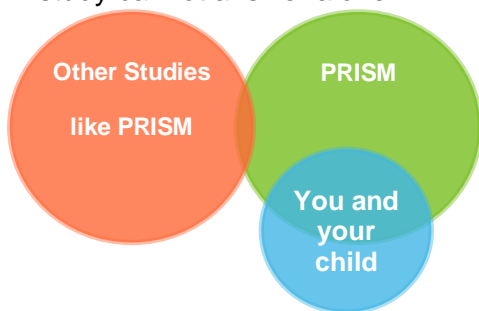 Other Studies
like PRISM
PRISM
You and
your
child